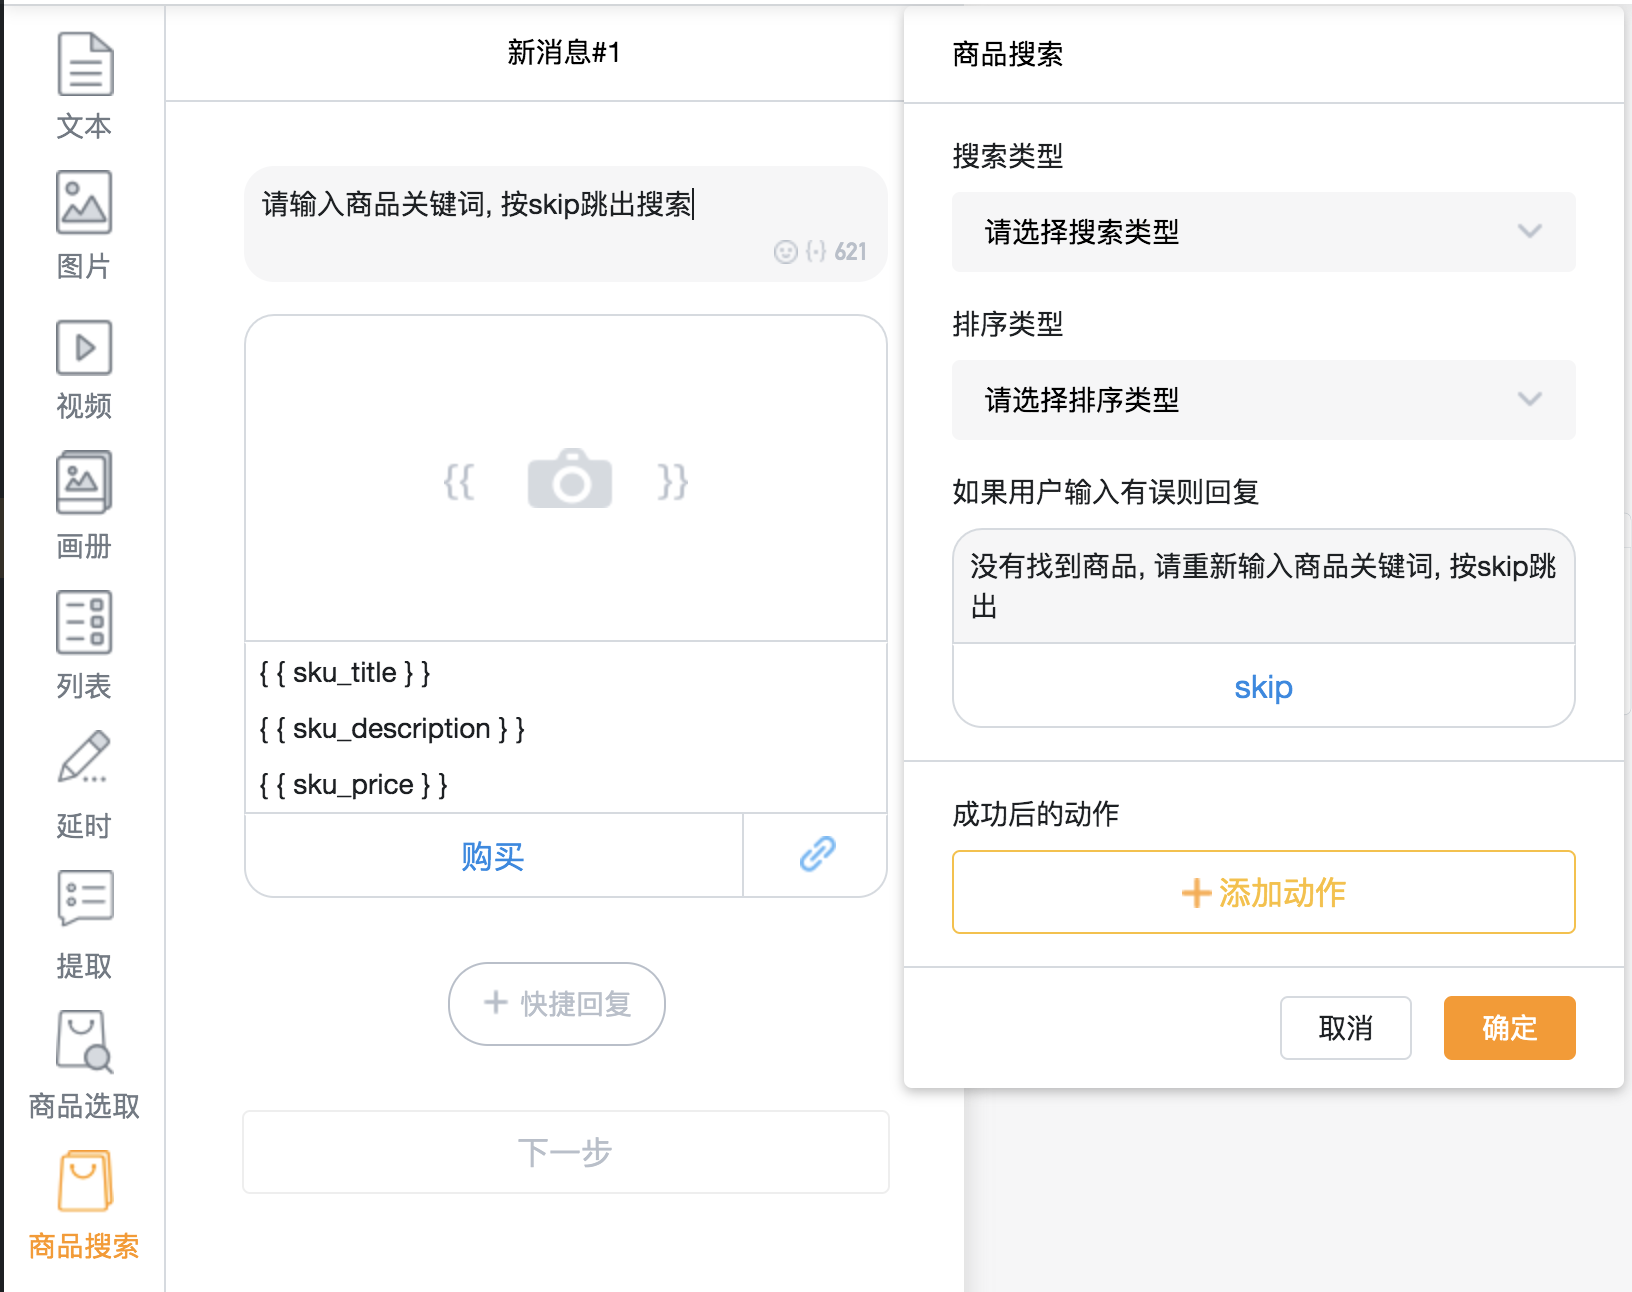 文本
图片
视频
画册
列表
延时
提取
商品选取
商品搜索
新消息#1
请输入商品关键词, 按skip跳出搜索
{·} 621
{{ }}
{ { sku_title } }
{ { sku_description } }
{ { sku_price } }
购买
+ 快捷回复
下一步
商品搜索
搜索类型
请选择搜索类型
排序类型
请选择排序类型
如果用户输入有误则回复
没有找到商品, 请重新输入商品关键词, 按skip跳
出
skip
成功后的动作
+ 添加动作
取消 确定